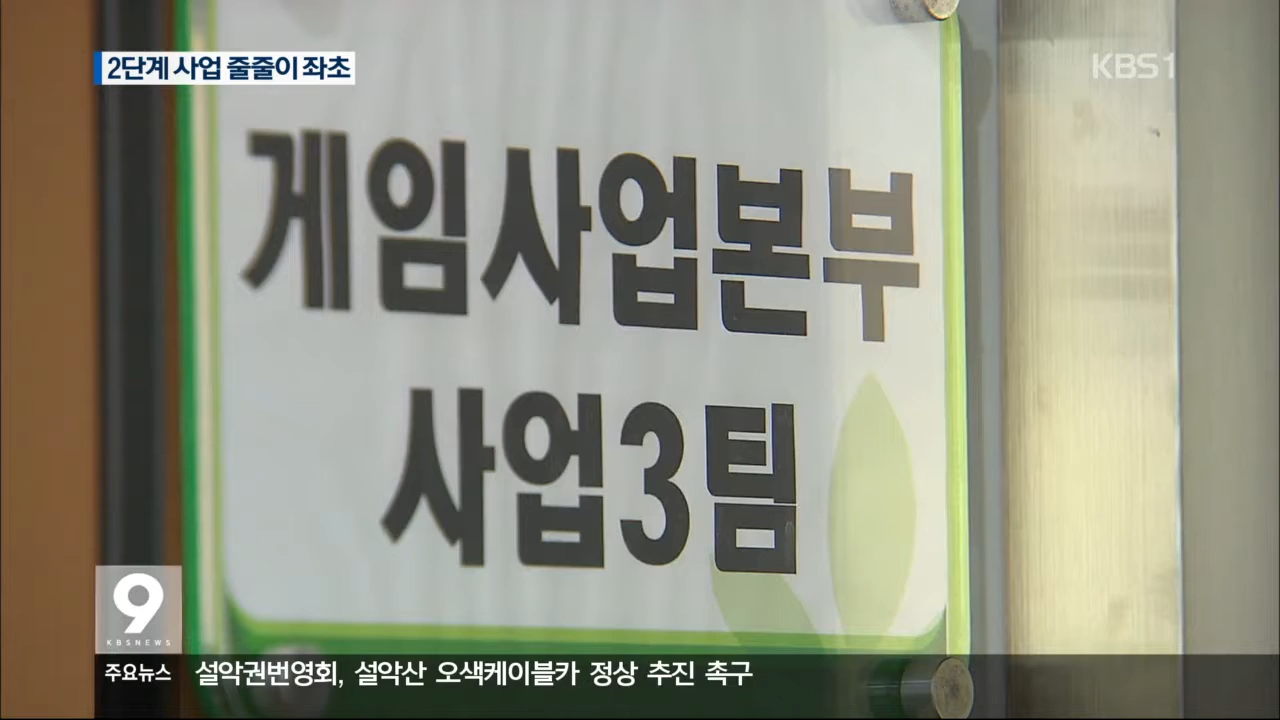 2단계 사업 줄줄이 좌초
KBS1
게임사업본부
사업3팀
9
KBS NEWS
주요뉴스 설악권번영회, 설악산 오색케이블카 정상 추진 촉구